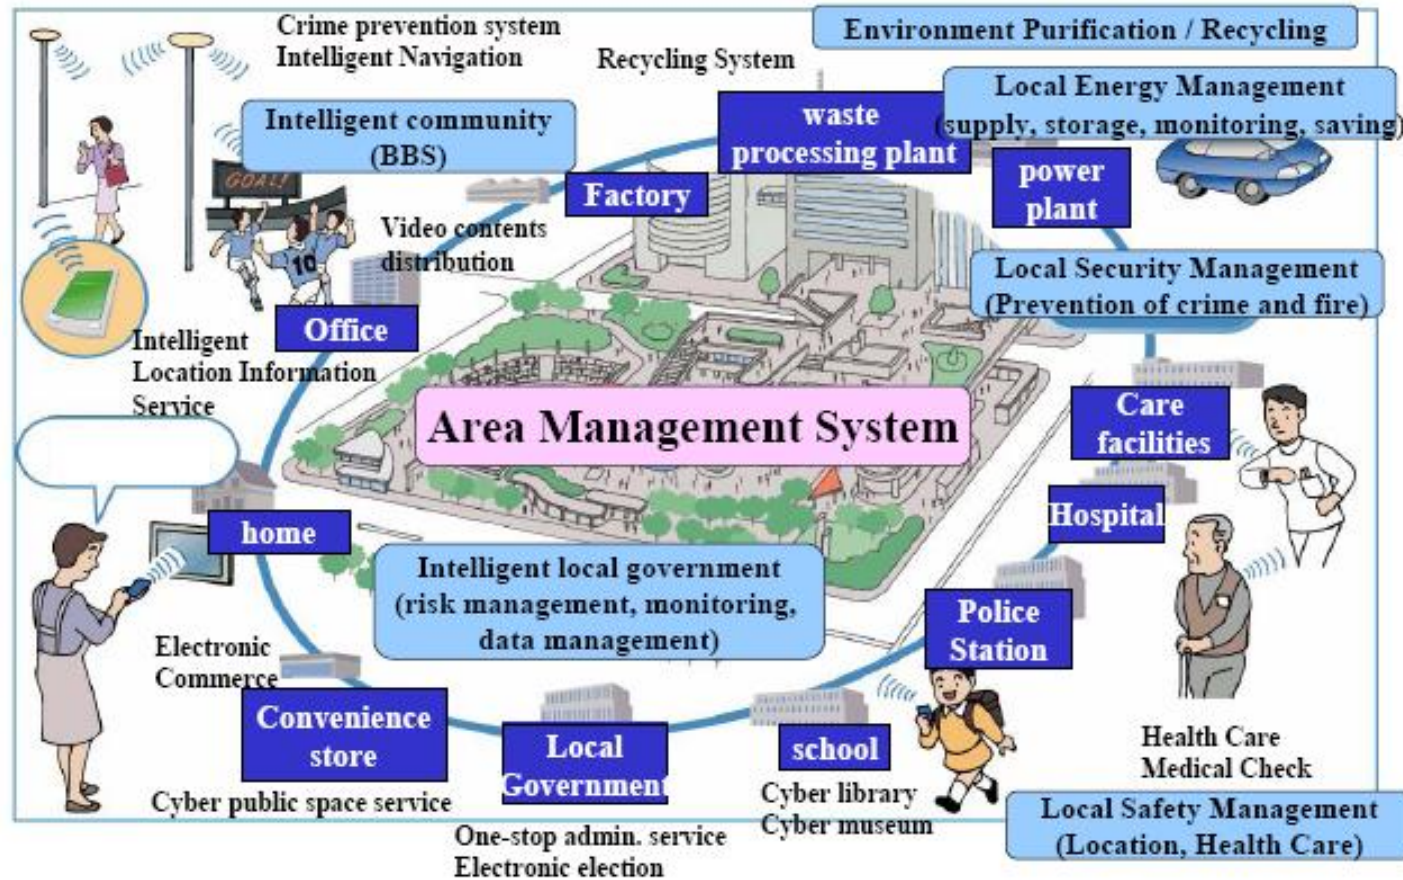 Crime prevention system
Intelligent Navigation
Recycling System
Environment Purification / Recycling
Local Energy Management
(supply, storage, monitoring, saving)
waste
processing plant
Intelligent community
(BBS)
GOAL!
Factory
power
plant
Video contents
distribution
10
Local Security Management
(Prevention of crime and fire)
Office
Intelligent
Location Information
Service
Area Management System
Care
facilities
Hospital
home
Intelligent local government
(risk management, monitoring,
data management)
Police
Station
Electronic
Commerce
Convenience
store
Local
Government
school
Cyber public space service
Cyber library
Cyber museum
Health Care
Medical Check
One-stop admin. service
Electronic election
Local Safety Management
(Location, Health Care)